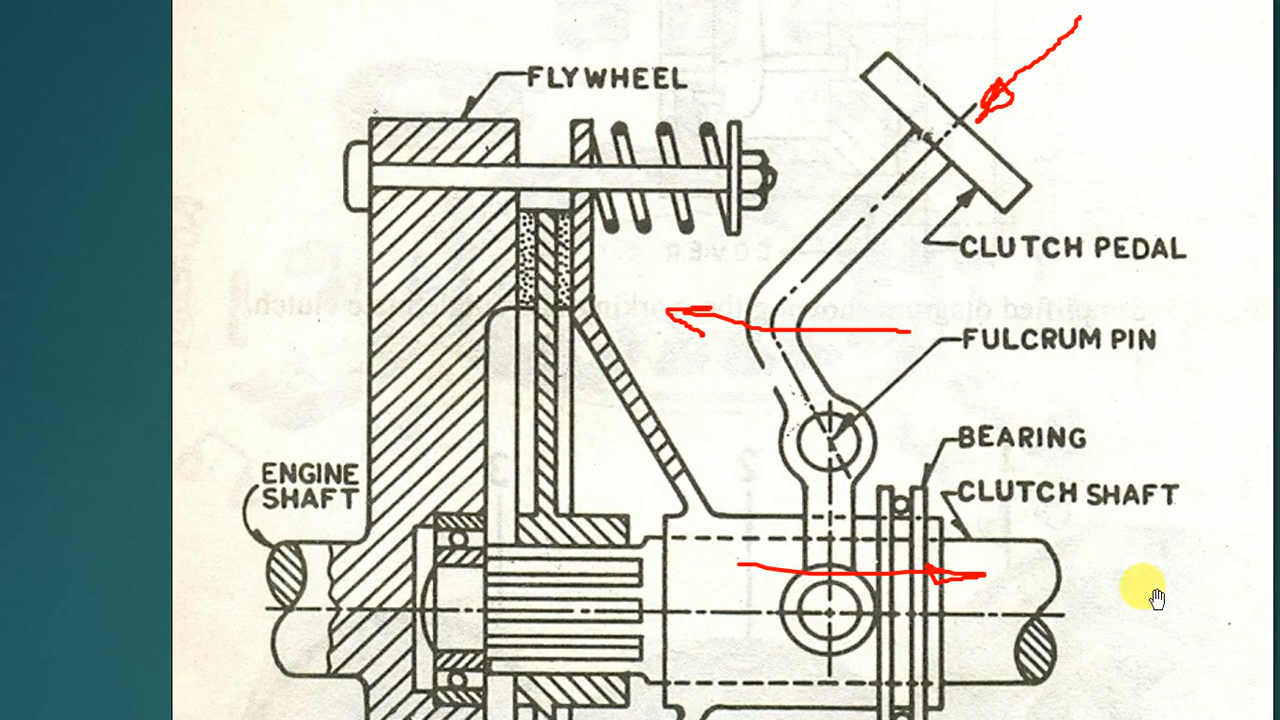 FLYWHEEL
CLUTCH PEDAL
FULCRUM PIN
BEARING
ENGINE
SHAFT
CLUTCH SHAFT